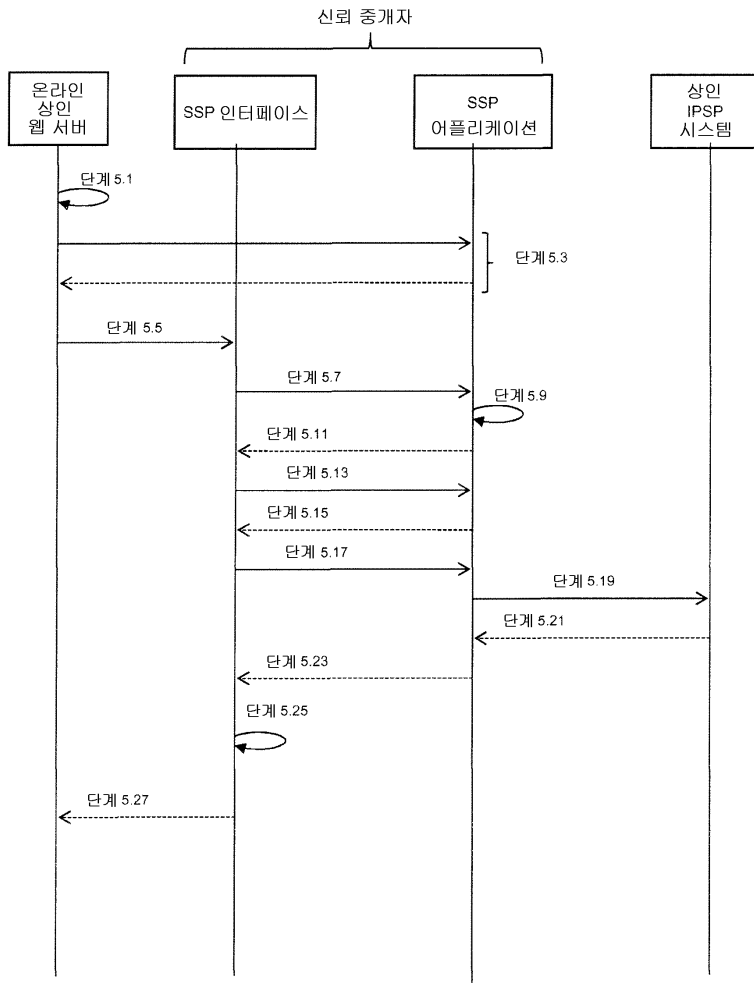 신뢰 중개자
온라인
상인
웹 서버
SSP 인터페이스
SSP
어플리케이션
상인
IPSP
시스템
단계 5.1
단계 5.3
단계 5.5
단계 5.7
단계 5.9
단계 5.11
단계 5.13
단계 5.15
단계 5.17
단계 5.19
단계 5.21
단계 5.23
단계 5.25
단계 5.27